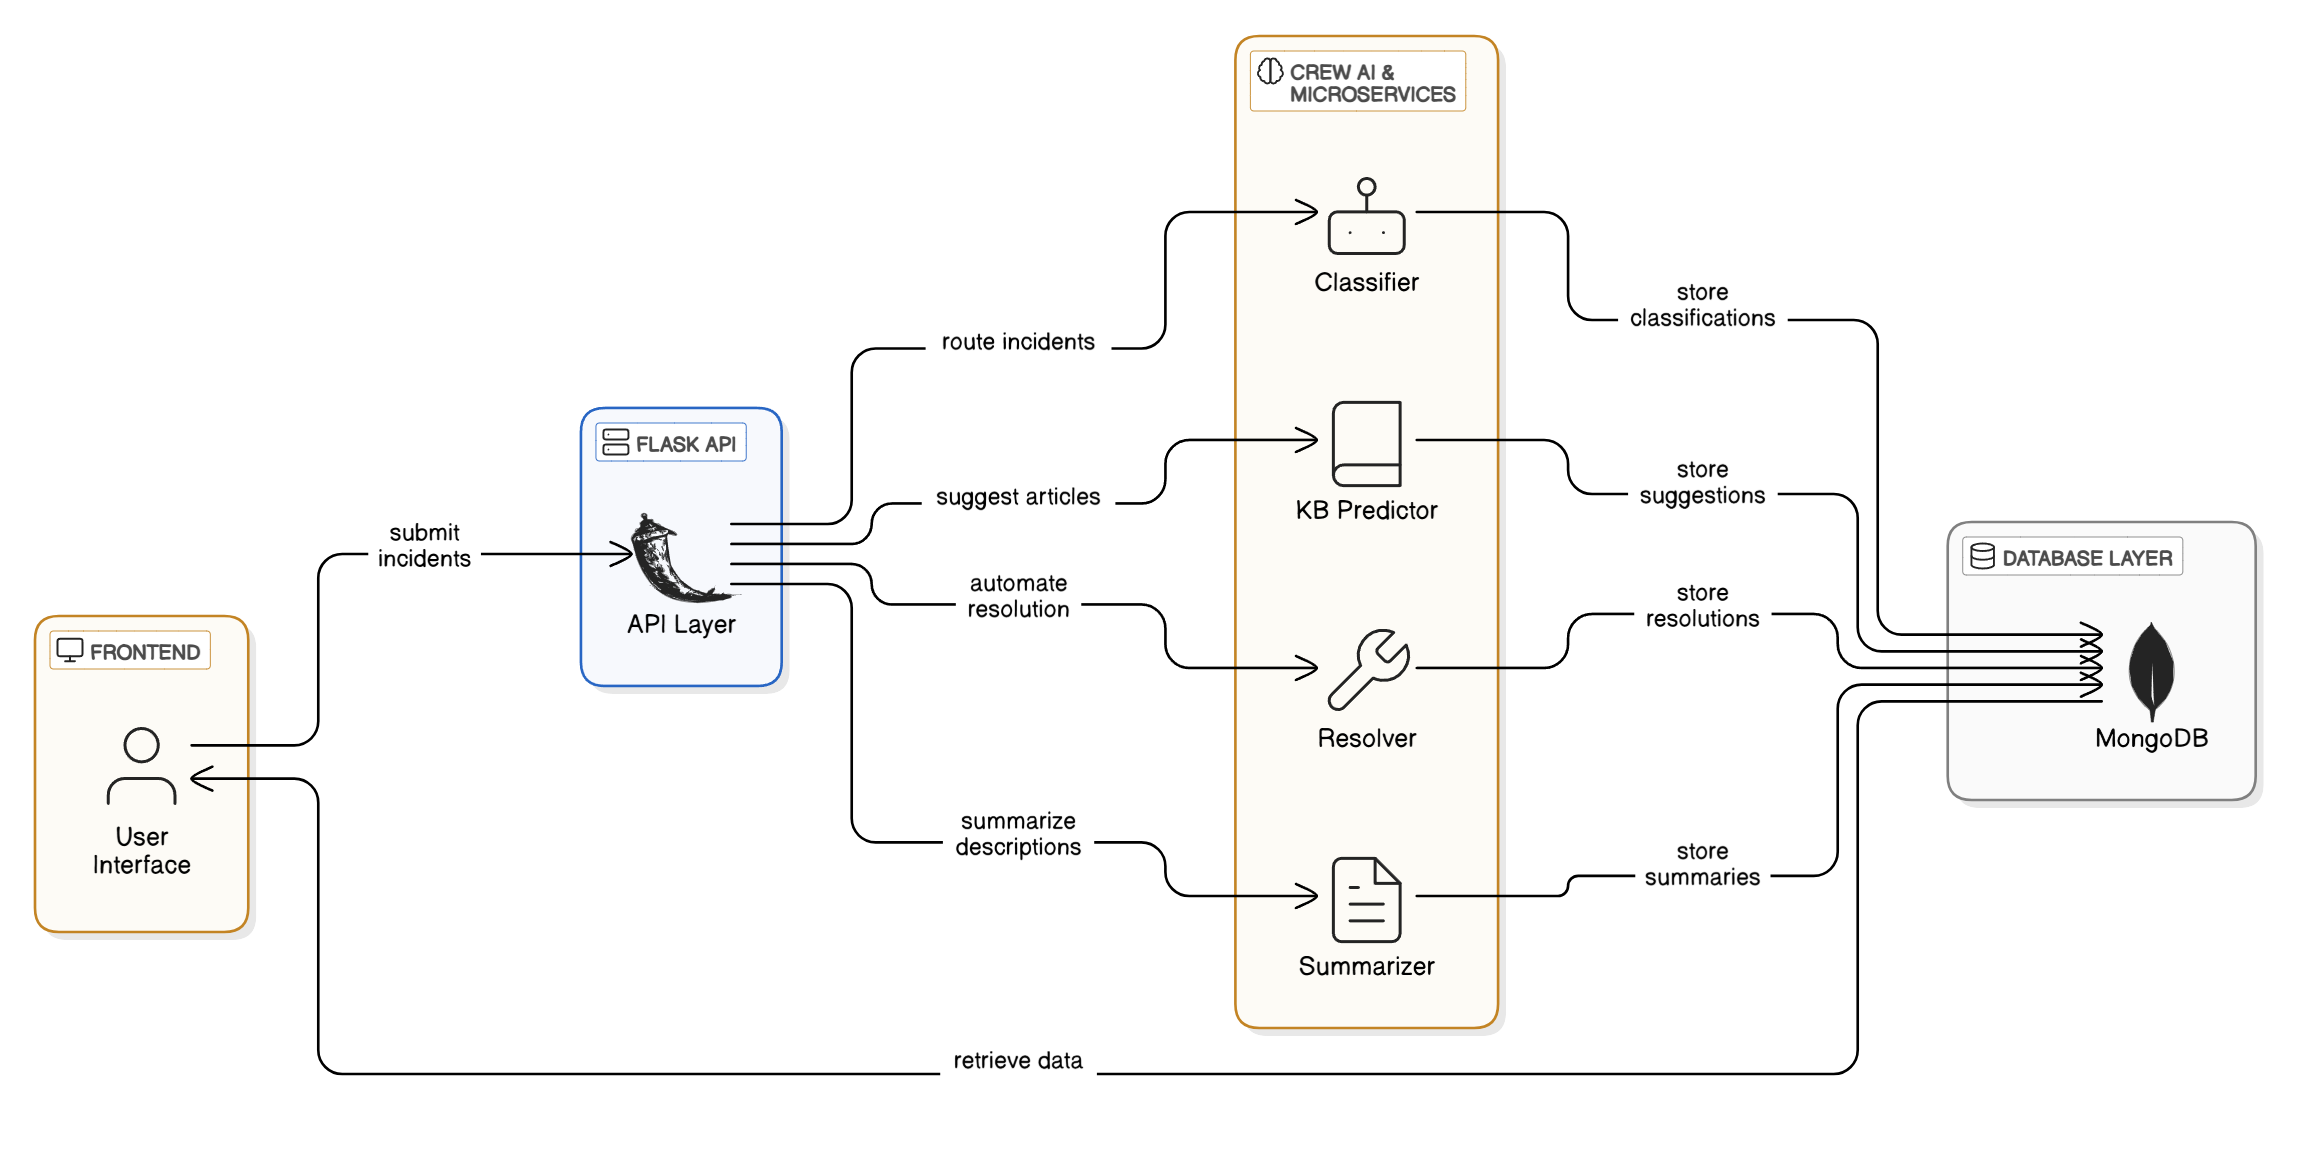 CREW AI &
MICROSERVICES
Classifier
store
classifications
route incidents
FLASK API
suggest articles
KB Predictor
store
suggestions
submit
incidents
API Layer
automate
resolution
store
resolutions
DATABASE LAYER
FRONTEND
Resolver
MongoDB
User
Interface
summarize
descriptions
store
summaries
Summarizer
retrieve data